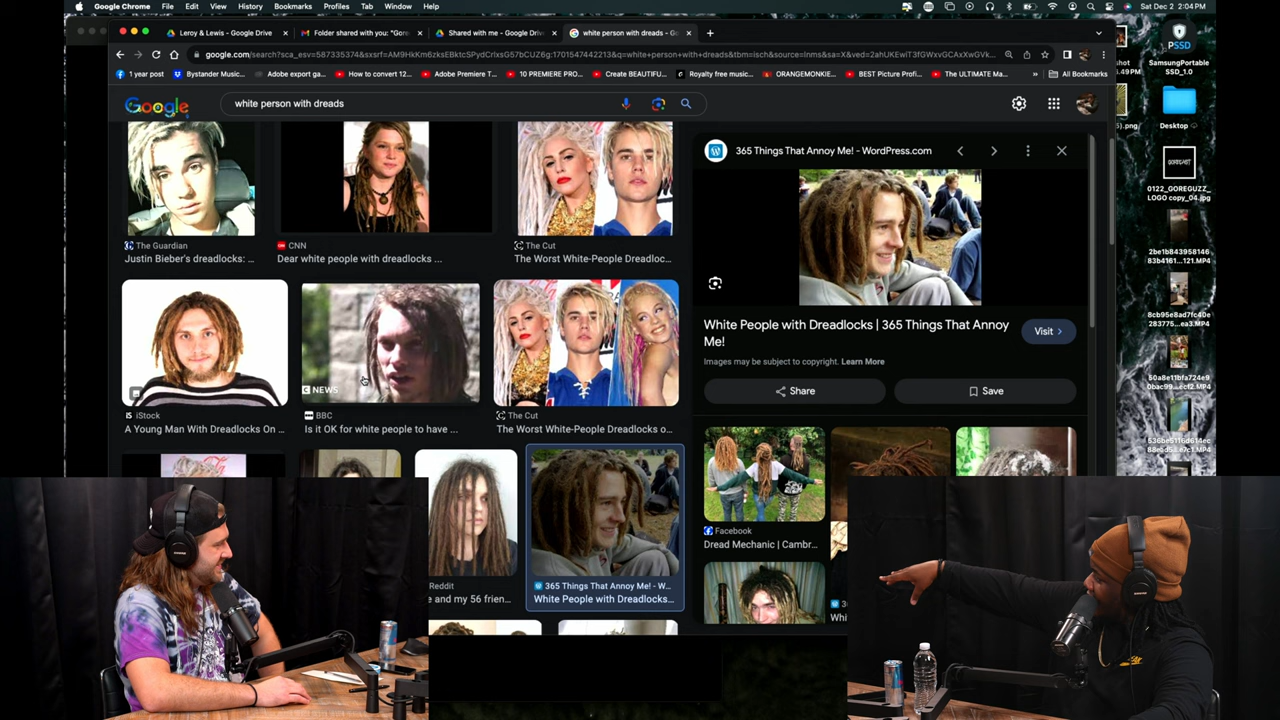 Google Chrome File Edit View History Bookmarks Profiles Tab Window Help
Sat Dec 2 2:04 PM
Leroy & Lewis - Google Drive
Folder shared with you: "Gore
Shared with me - Google Drive
white person with dreads - Go
google.com/search?
1 year post
Bystander Music...
Adobe export ga...
How to convert 12...
Adobe Premiere T...
10 PREMIERE PRO...
Create BEAUTIFU...
Royalty free music...
ORANGEMONKIE...
BEST Picture Profi...
The ULTIMATE Ma...
All Bookmarks
Google
white person with dreads
The Guardian
Justin Bieber's dreadlocks: ...
CNN
Dear white people with dreadlocks ...
The Cut
The Worst White-People Dreadloc...
NEWS
iStock
A Young Man With Dreadlocks On ...
BBC
Is it OK for white people to have ...
The Cut
The Worst White-People Dreadlocks o...
Reddit
e and my 56 frien...
365 Things That Annoy Me! - W...
White People with Dreadlocks...
365 Things That Annoy Me! - WordPress.com
White People with Dreadlocks | 365 Things That Annoy
Me!
Visit
Images may be subject to copyright. Learn More
Share
Save
Facebook
Dread Mechanic | Cambr...
PSSD
SamsungPortable
SSD_1.0
Desktop
GORECAST
0122_GOREGUZZ_
LOGO copy_04.jpg